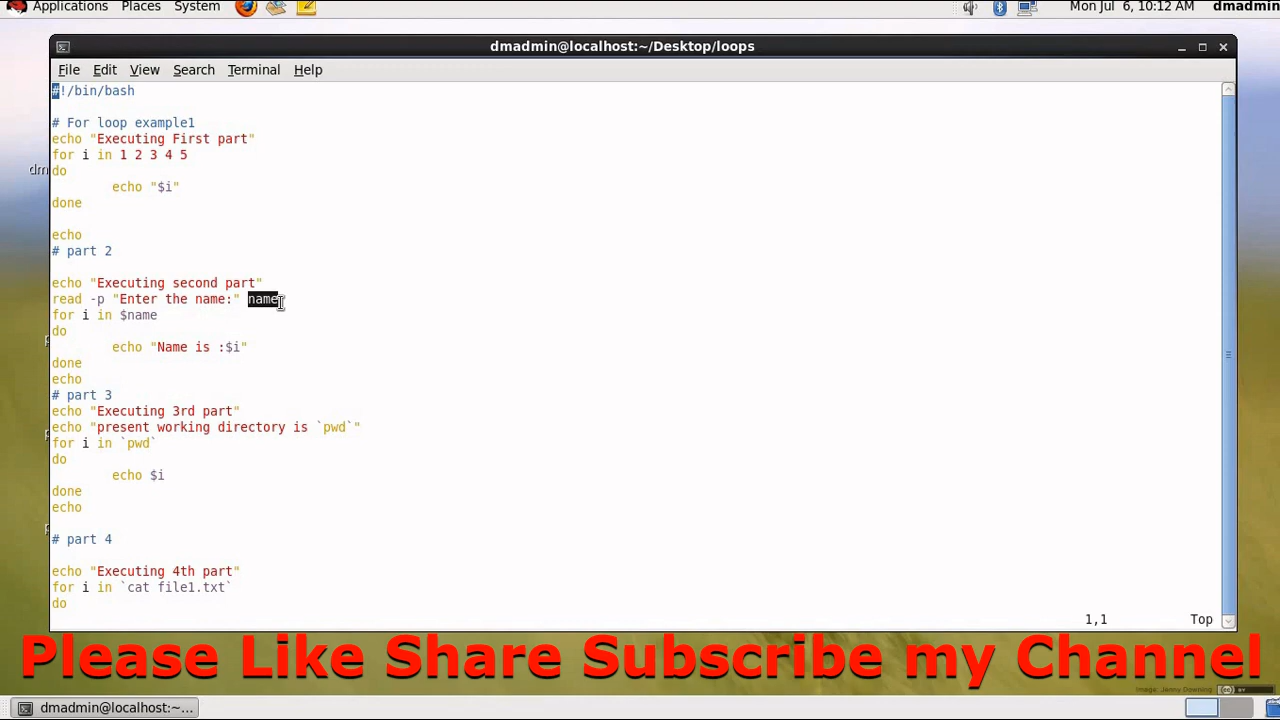 Applications Places System Mon Jul 6, 10:12 AM dmadmin
dmadmin@localhost:~/Desktop/loops
File Edit View Search Terminal Help
#!/bin/bash
# For loop example1
echo "Executing First part"
for i in 1 2 3 4 5
do
echo "$i"
done
echo
# part 2
echo "Executing second part"
read -p "Enter the name:" name
for i in $name
do
echo "Name is :$i"
done
echo
# part 3
echo "Executing 3rd part"
echo "present working directory is `pwd`"
for i in `pwd`
do
echo $i
done
echo
# part 4
echo "Executing 4th part"
for i in `cat file1.txt`
do
1,1 Top
Please Like Share Subscribe my Channel
Image: Jenny Downing
dmadmin@localhost:~...